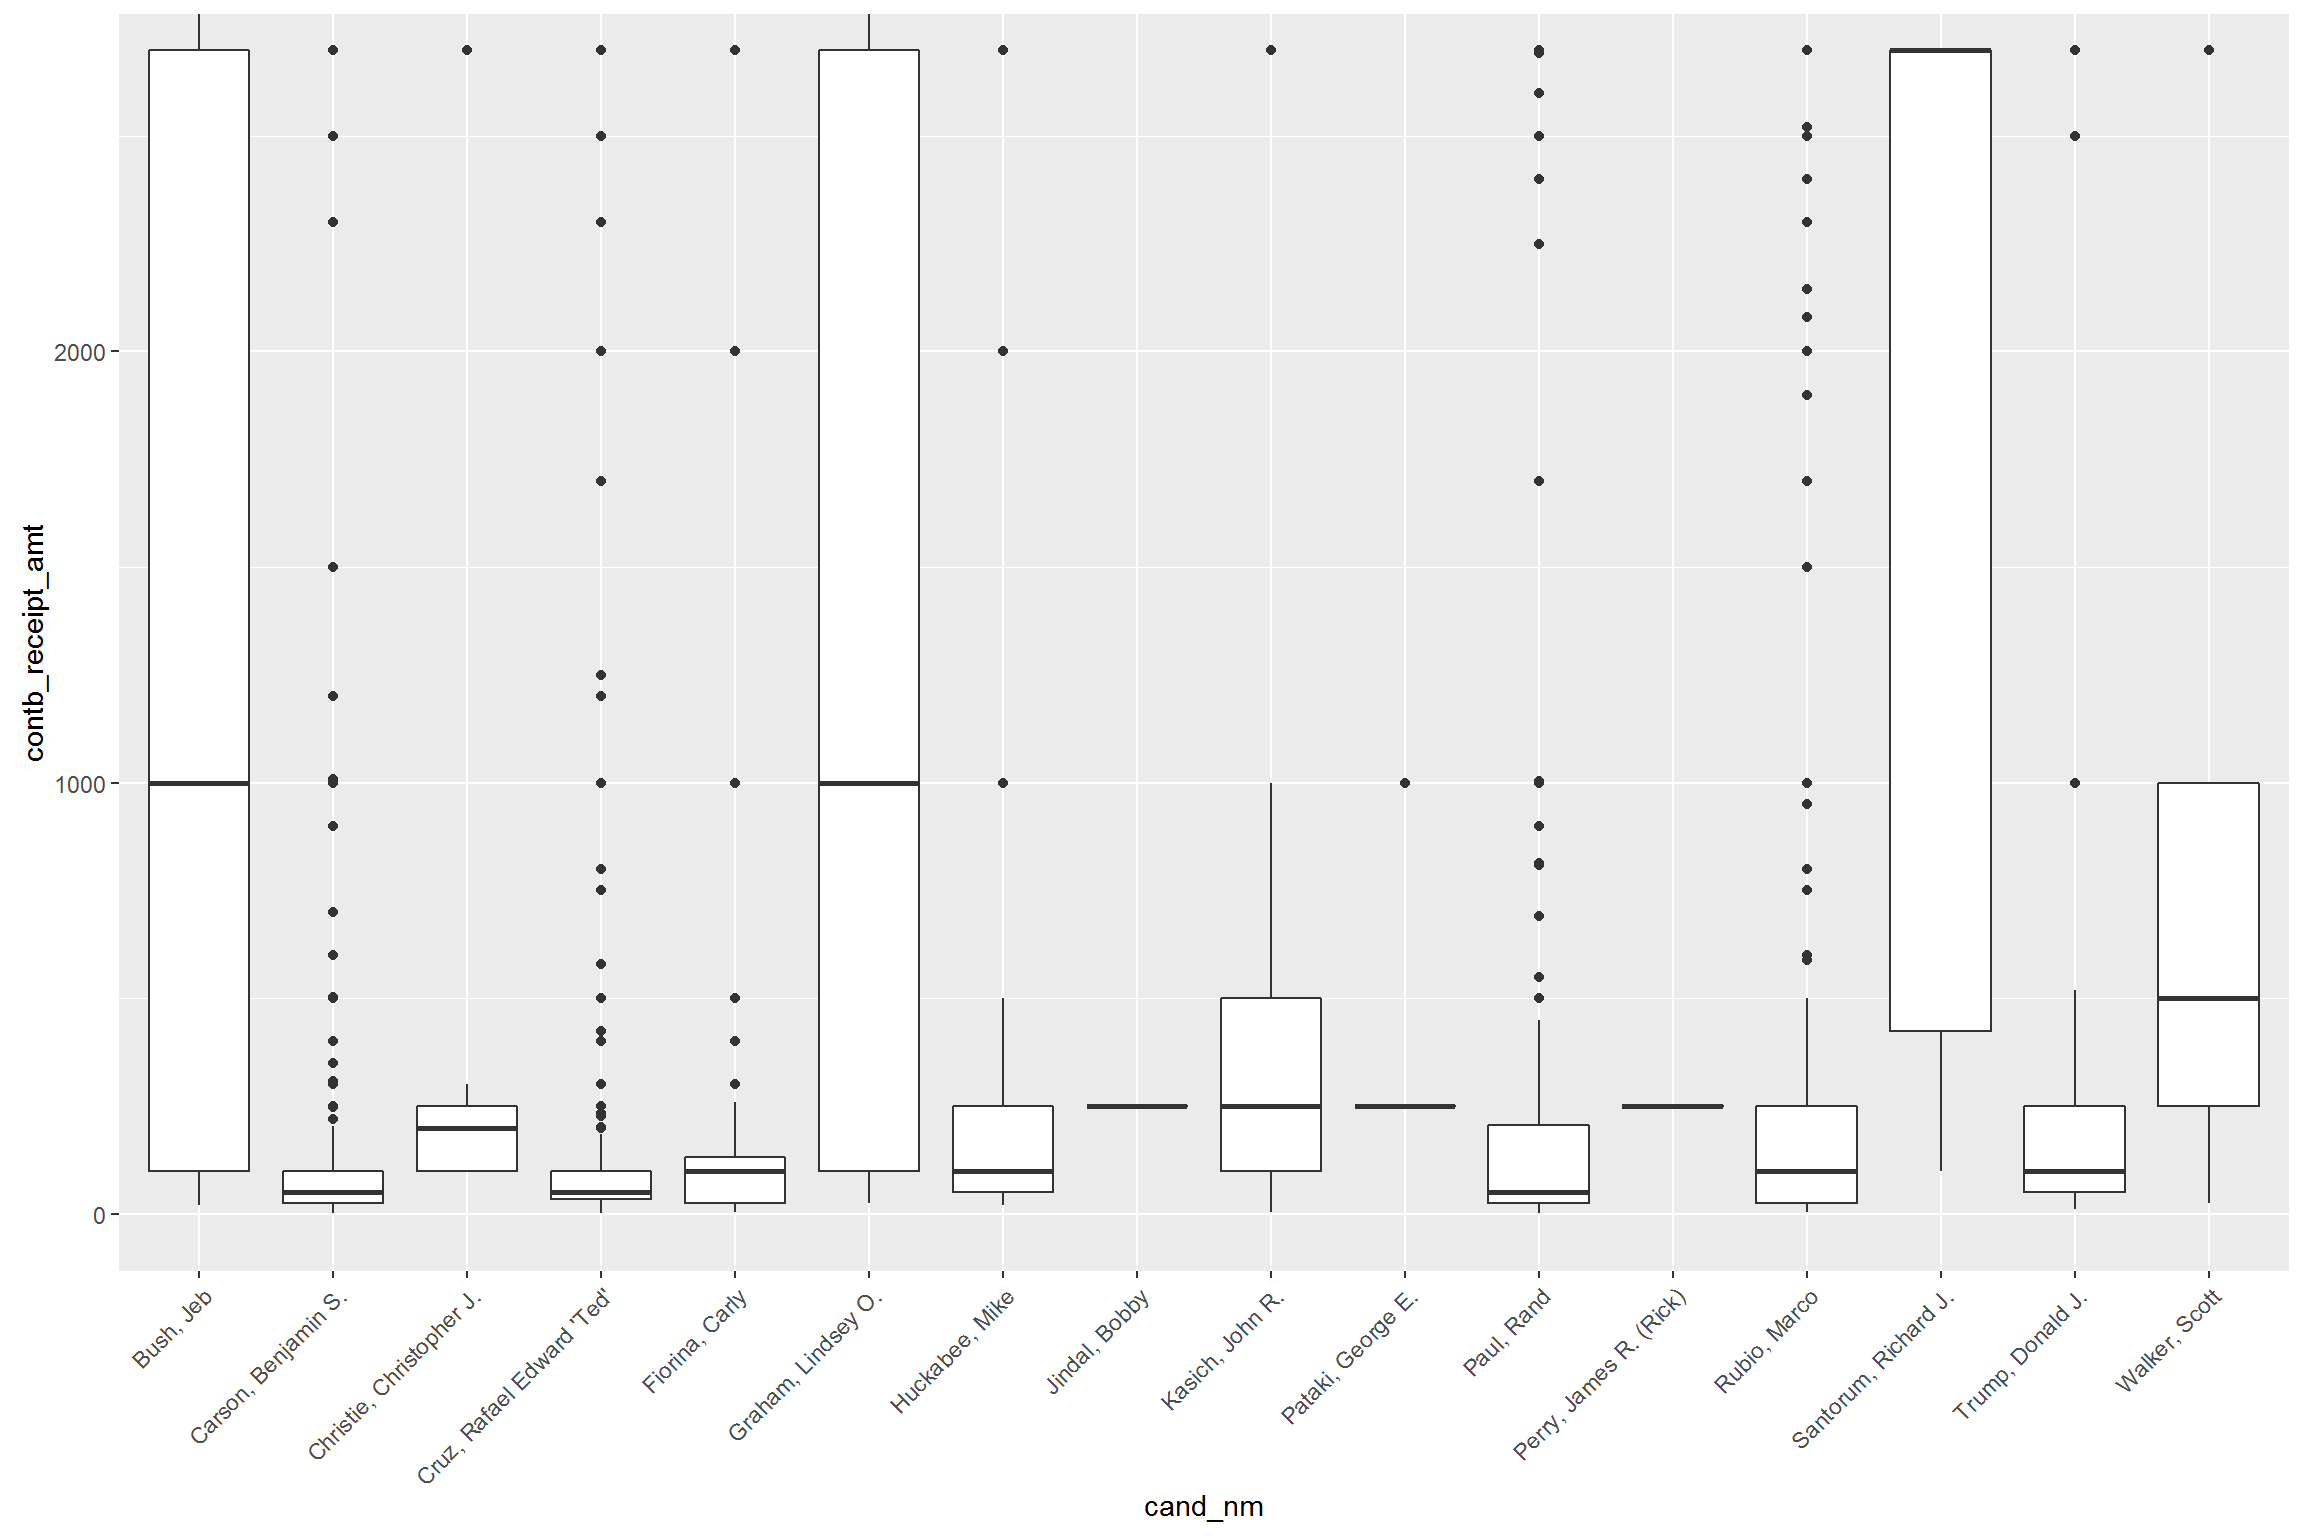 contb_receipt_amt
2000
1000
0
Bush, Jeb
Carson, Benjamin S.
Christie, Christopher J.
Cruz, Rafael Edward 'Ted'
Fiorina, Carly
Graham, Lindsey O.
Huckabee, Mike
Jindal, Bobby
Kasich, John R.
Pataki, George E.
Paul, Rand
Perry, James R. (Rick)
Rubio, Marco
Santorum, Richard J.
Trump, Donald J.
Walker, Scott
cand_nm